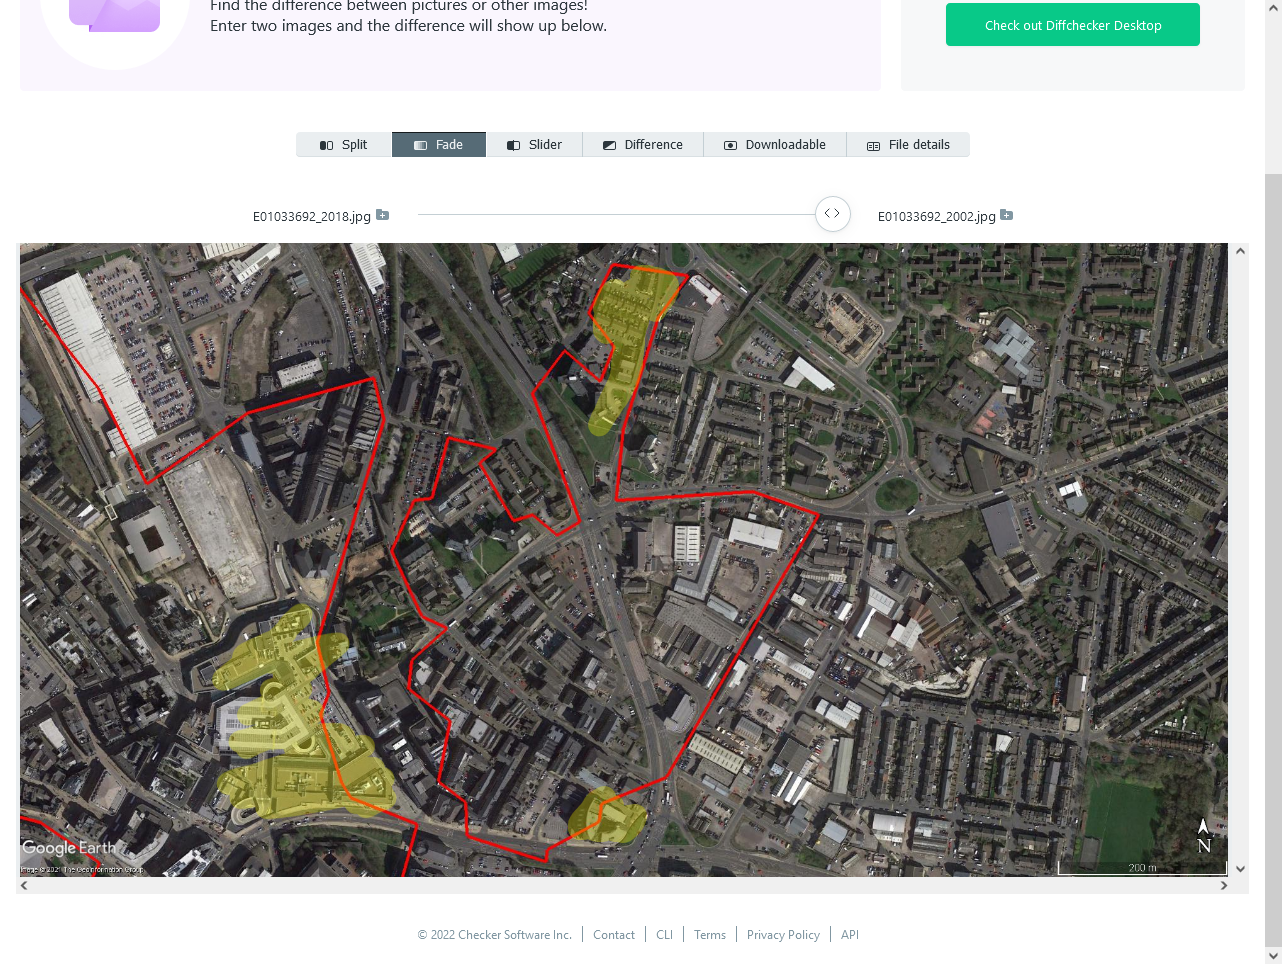 Find the difference between pictures or other images!
Enter two images and the difference will show up below.
Check out Diffchecker Desktop
Split
Fade
Slider
Difference
Downloadable
File details
E01033692_2018.jpg
E01033692_2002.jpg
Google Earth
Image © 2021 The GeoInformation Group
N
200 m
© 2022 Checker Software Inc.
Contact
CLI
Terms
Privacy Policy
API